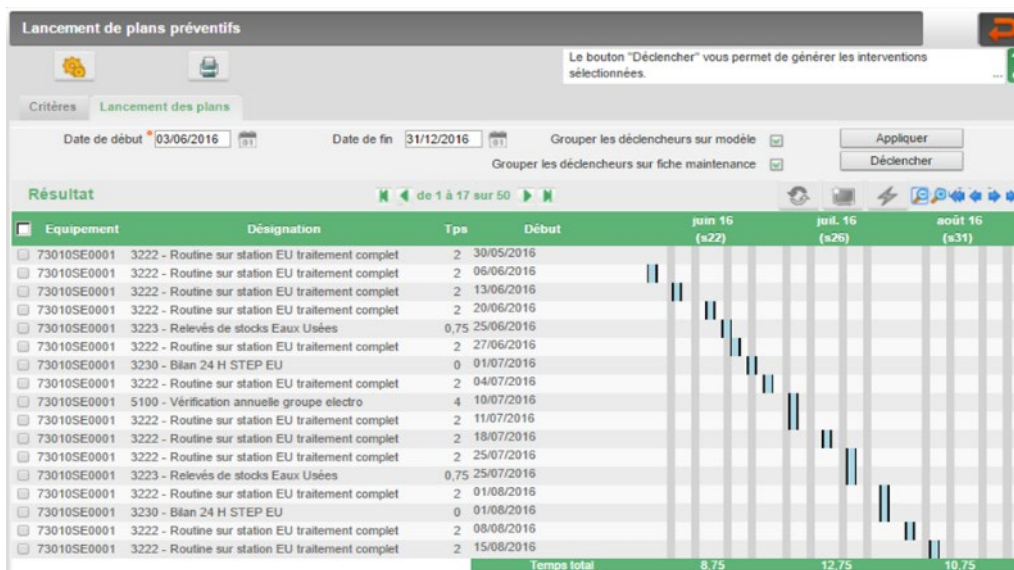 Lancement de plans préventifs
Le bouton "Déclencher" vous permet de générer les interventions
sélectionnées.
...
Critères Lancement des plans
Date de début * 03/06/2016 01 Date de fin 31/12/2016 01 Grouper les déclencheurs sur modèle Appliquer
Grouper les déclencheurs sur fiche maintenance Déclencher
Résultat de 1 à 17 sur 50
Equipement Désignation Tps Début juin 16 juil. 16 août 16
(s22) (s26) (s31)
73010SE0001 3222 - Routine sur station EU traitement complet 2 30/05/2016
73010SE0001 3222 - Routine sur station EU traitement complet 2 06/06/2016
73010SE0001 3222 - Routine sur station EU traitement complet 2 13/06/2016
73010SE0001 3222 - Routine sur station EU traitement complet 2 20/06/2016
73010SE0001 3223 - Relevés de stocks Eaux Usées 0,75 25/06/2016
73010SE0001 3222 - Routine sur station EU traitement complet 2 27/06/2016
73010SE0001 3230 - Bilan 24 H STEP EU 0 01/07/2016
73010SE0001 3222 - Routine sur station EU traitement complet 2 04/07/2016
73010SE0001 5100 - Vérification annuelle groupe electro 4 10/07/2016
73010SE0001 3222 - Routine sur station EU traitement complet 2 11/07/2016
73010SE0001 3222 - Routine sur station EU traitement complet 2 18/07/2016
73010SE0001 3222 - Routine sur station EU traitement complet 2 25/07/2016
73010SE0001 3223 - Relevés de stocks Eaux Usées 0,75 25/07/2016
73010SE0001 3222 - Routine sur station EU traitement complet 2 01/08/2016
73010SE0001 3230 - Bilan 24 H STEP EU 0 01/08/2016
73010SE0001 3222 - Routine sur station EU traitement complet 2 08/08/2016
73010SE0001 3222 - Routine sur station EU traitement complet 2 15/08/2016
Temps total 8.75 12.75 10.75